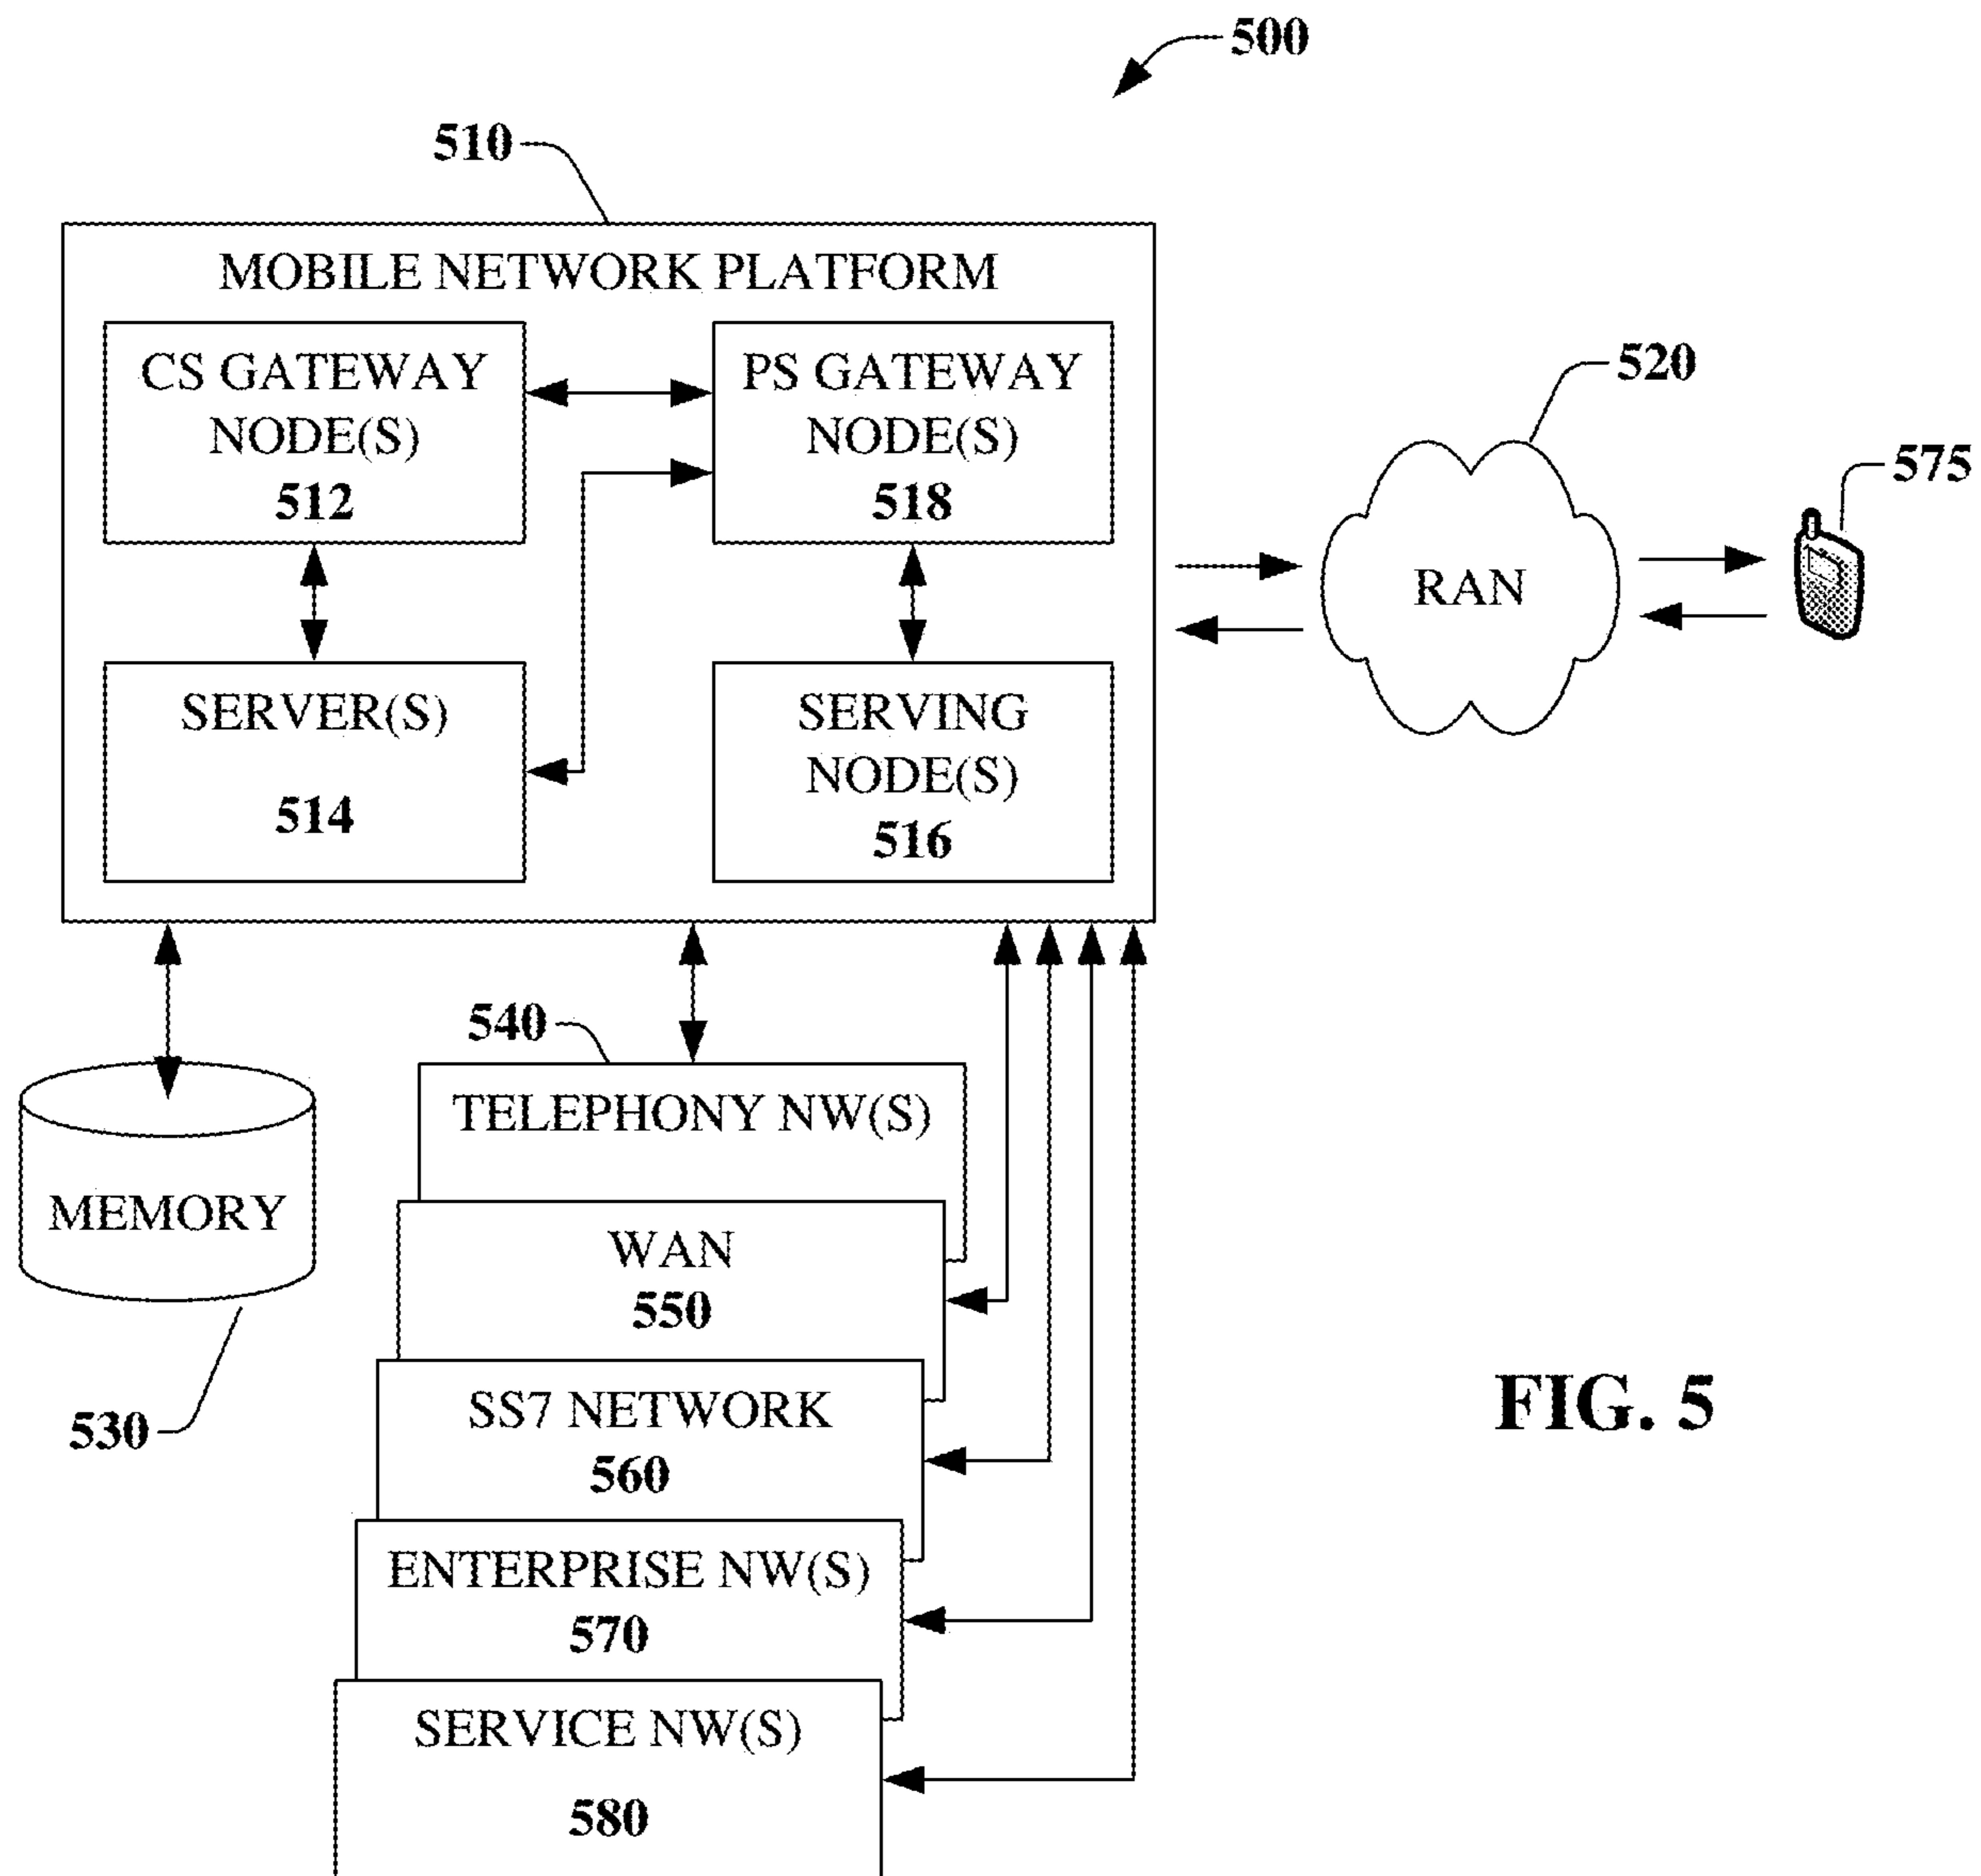 500
510
MOBILE NETWORK PLATFORM
CS GATEWAY
NODE(S)
512
PS GATEWAY
NODE(S)
518
SERVER(S)
514
SERVING
NODE(S)
516
520
RAN
575
540
TELEPHONY NW(S)
MEMORY
530
WAN
550
SS7 NETWORK
560
ENTERPRISE NW(S)
570
SERVICE NW(S)
580
FIG. 5